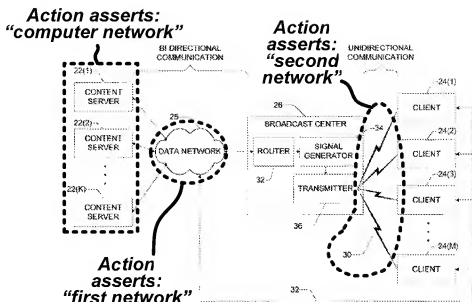 Action asserts:
“computer network”
Action
asserts:
“second
network”
BI DIRECTIONAL
COMMUNICATION
UNIDIRECTIONAL
COMMUNICATION
22(1)
CONTENT
SERVER
22(2)
CONTENT
SERVER
22(K)
CONTENT
SERVER
25
DATA NETWORK
26
BROADCAST CENTER
ROUTER
SIGNAL
GENERATOR
32
TRANSMITTER
36
34
30
24(1)
CLIENT
24(2)
CLIENT
24(3)
CLIENT
24(M)
CLIENT
32
Action
asserts:
“first network”